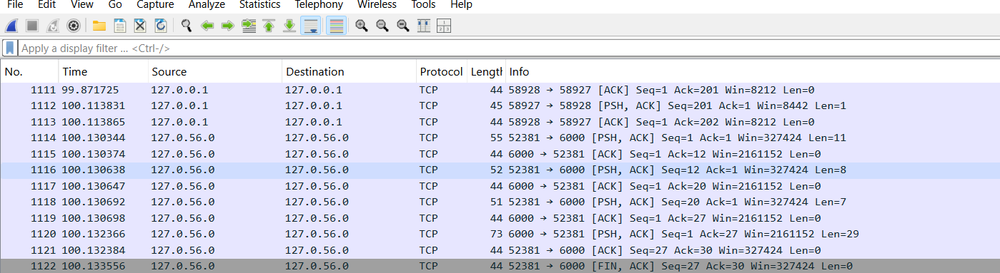 File Edit View Go Capture Analyze Statistics Telephony Wireless Tools Help
Apply a display filter ... <Ctrl-/>
No. Time Source Destination Protocol Length Info
1111 99.871725 127.0.0.1 127.0.0.1 TCP 44 58928 → 58927 [ACK] Seq=1 Ack=201 Win=8212 Len=0
1112 100.113831 127.0.0.1 127.0.0.1 TCP 45 58927 → 58928 [PSH, ACK] Seq=201 Ack=1 Win=8442 Len=1
1113 100.113865 127.0.0.1 127.0.0.1 TCP 44 58928 → 58927 [ACK] Seq=1 Ack=202 Win=8212 Len=0
1114 100.130344 127.0.56.0 127.0.56.0 TCP 55 52381 → 6000 [PSH, ACK] Seq=1 Ack=1 Win=327424 Len=11
1115 100.130374 127.0.56.0 127.0.56.0 TCP 44 6000 → 52381 [ACK] Seq=1 Ack=12 Win=2161152 Len=0
1116 100.130638 127.0.56.0 127.0.56.0 TCP 52 52381 → 6000 [PSH, ACK] Seq=12 Ack=1 Win=327424 Len=8
1117 100.130647 127.0.56.0 127.0.56.0 TCP 44 6000 → 52381 [ACK] Seq=1 Ack=20 Win=2161152 Len=0
1118 100.130692 127.0.56.0 127.0.56.0 TCP 51 52381 → 6000 [PSH, ACK] Seq=20 Ack=1 Win=327424 Len=7
1119 100.130698 127.0.56.0 127.0.56.0 TCP 44 6000 → 52381 [ACK] Seq=1 Ack=27 Win=2161152 Len=0
1120 100.132366 127.0.56.0 127.0.56.0 TCP 73 6000 → 52381 [PSH, ACK] Seq=1 Ack=27 Win=2161152 Len=29
1121 100.132384 127.0.56.0 127.0.56.0 TCP 44 52381 → 6000 [ACK] Seq=27 Ack=30 Win=327424 Len=0
1122 100.133556 127.0.56.0 127.0.56.0 TCP 44 52381 → 6000 [FIN, ACK] Seq=27 Ack=30 Win=327424 Len=0